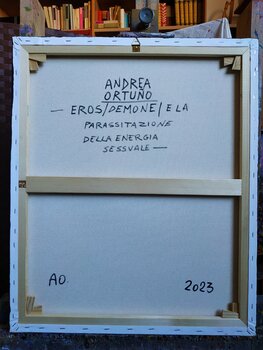 ANDREA
ORTUÑO
— EROS/DEMONE/E LA
PARASSITAZIONE
DELLA ENERGIA
SESSUALE —
AO. 2023